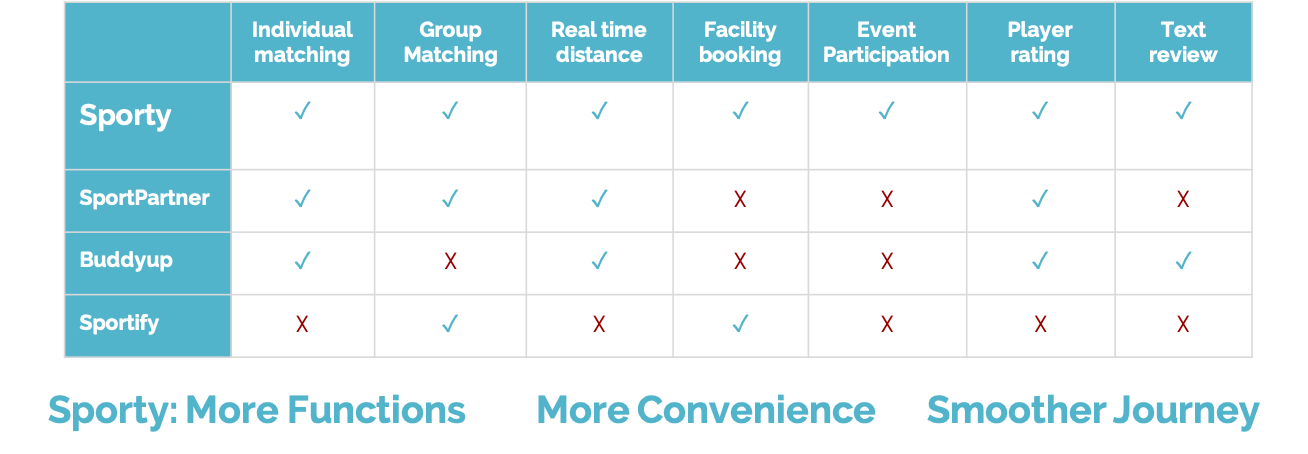 Individual matching Group Matching Real time distance Facility booking Event Participation Player rating Text review
Sporty ✓ ✓ ✓ ✓ ✓ ✓ ✓
SportPartner ✓ ✓ ✓ X X ✓ X
Buddyup ✓ X ✓ X X ✓ ✓
Sportify X ✓ X ✓ X X X
Sporty: More Functions More Convenience Smoother Journey